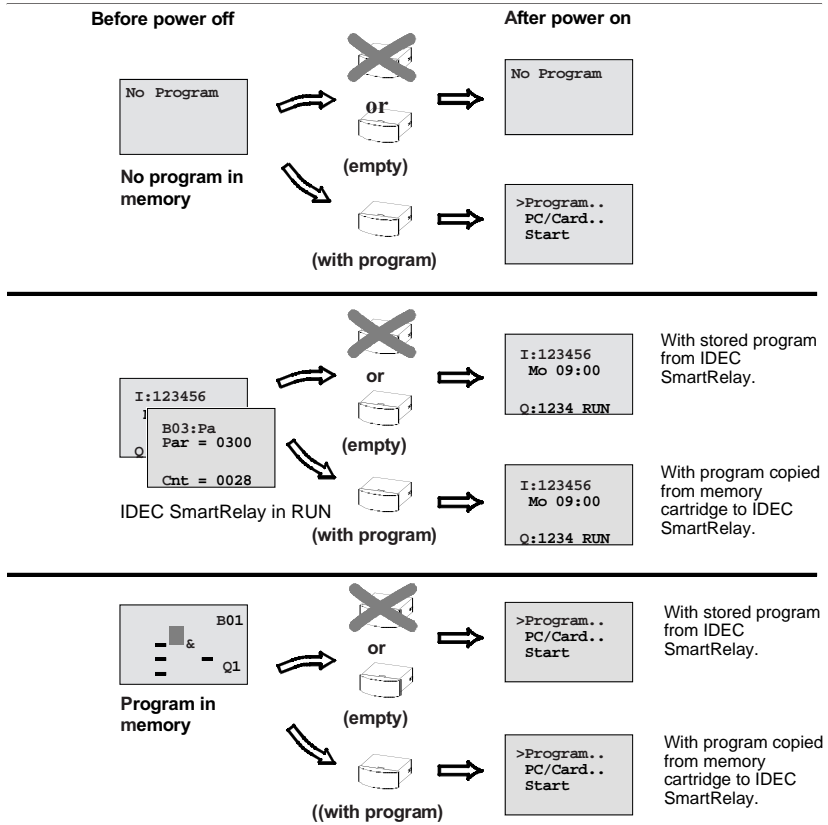 Before power off
After power on
No Program
or
No Program
(empty)
No program in
memory
>Program..
PC/Card..
Start
(with program)
I:123456
Q
B03:Pa
Par = 0300
Cnt = 0028
IDEC SmartRelay in RUN
or
(empty)
I:123456
Mo 09:00
Q:1234 RUN
With stored program
from IDEC
SmartRelay.
(with program)
I:123456
Mo 09:00
Q:1234 RUN
With program copied
from memory
cartridge to IDEC
SmartRelay.
B01
&
Q1
Program in
memory
or
(empty)
>Program..
PC/Card..
Start
With stored program
from IDEC
SmartRelay.
((with program)
>Program..
PC/Card..
Start
With program copied
from memory
cartridge to IDEC
SmartRelay.